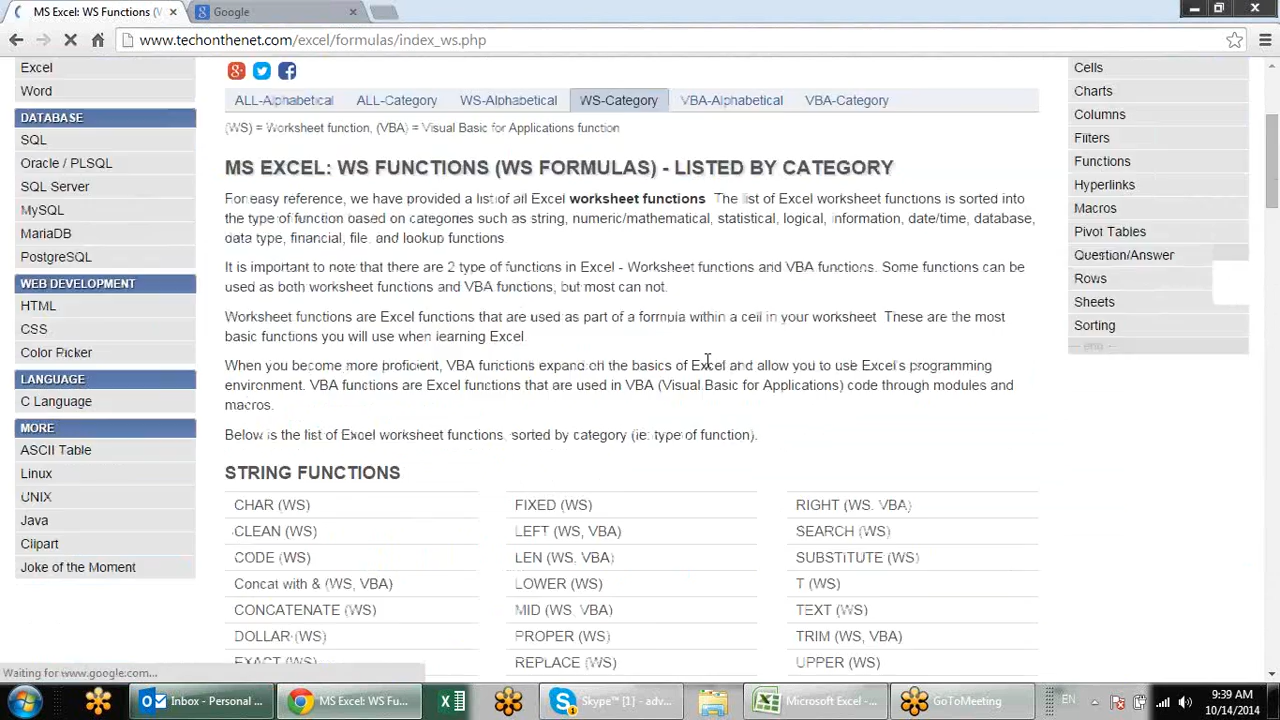 MS Excel: WS Functions (V
Google
www.techonthenet.com/excel/formulas/index_ws.php
Excel
Word
DATABASE
SQL
Oracle / PLSQL
SQL Server
MySQL
MariaDB
PostgreSQL
WEB DEVELOPMENT
HTML
CSS
Color Picker
LANGUAGE
C Language
MORE
ASCII Table
Linux
UNIX
Java
Clipart
Joke of the Moment
ALL-Alphabetical ALL-Category WS-Alphabetical WS-Category VBA-Alphabetical VBA-Category
(WS) = Worksheet function, (VBA) = Visual Basic for Applications function
MS EXCEL: WS FUNCTIONS (WS FORMULAS) - LISTED BY CATEGORY
For easy reference, we have provided a list of all Excel worksheet functions. The list of Excel worksheet functions is sorted into
the type of function based on categories such as string, numeric/mathematical, statistical, logical, information, date/time, database,
data type, financial, file, and lookup functions.
It is important to note that there are 2 type of functions in Excel - Worksheet functions and VBA functions. Some functions can be
used as both worksheet functions and VBA functions, but most can not.
Worksheet functions are Excel functions that are used as part of a formula within a cell in your worksheet. These are the most
basic functions you will use when learning Excel
When you become more proficient, VBA functions expand on the basics of Excel and allow you to use Excel's programming
environment. VBA functions are Excel functions that are used in VBA (Visual Basic for Applications) code through modules and
macros.
Below is the list of Excel worksheet functions, sorted by category (ie: type of function).
STRING FUNCTIONS
CHAR (WS) FIXED (WS) RIGHT (WS, VBA)
CLEAN (WS) LEFT (WS, VBA) SEARCH (WS)
CODE (WS) LEN (WS, VBA) SUBSTITUTE (WS)
Concat with & (WS, VBA) LOWER (WS) T (WS)
CONCATENATE (WS) MID (WS, VBA) TEXT (WS)
DOLLAR (WS) PROPER (WS) TRIM (WS, VBA)
EXACT (WS) REPLACE (WS) UPPER (WS)
Cells
Charts
Columns
Filters
Functions
Hyperlinks
Macros
Pivot Tables
Question/Answer
Rows
Sheets
Sorting
Waiting for www.google.com...
Inbox - Personal ... MS Excel: WS Fu... Skype™ [1] - adv... Microsoft Excel -... GoToMeeting EN
9:39 AM
10/14/2014